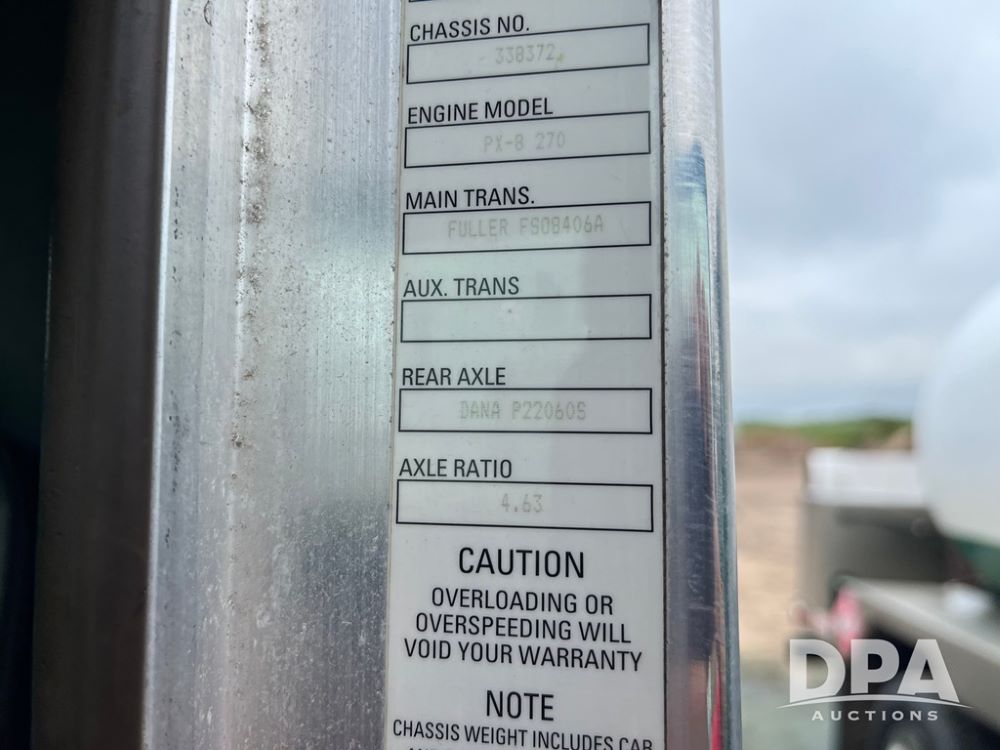 CHASSIS NO.
338372
ENGINE MODEL
PX-8 270
MAIN TRANS.
FULLER FS08406A
AUX. TRANS
REAR AXLE
DANA P22060S
AXLE RATIO
4.63
CAUTION
OVERLOADING OR
OVERSPEEDING WILL
VOID YOUR WARRANTY
NOTE
CHASSIS WEIGHT INCLUDES CAB
DPA
AUCTIONS